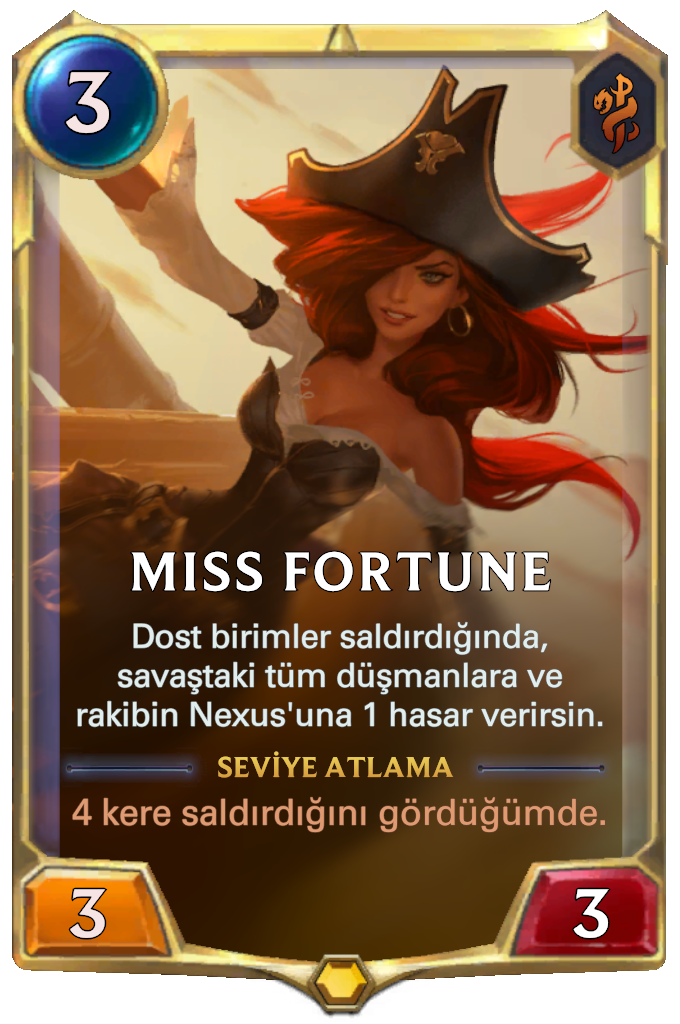 3
MISS FORTUNE
Dost birimler saldırdığında,
savaştaki tüm düşmanlara ve
rakibin Nexus'una 1 hasar verirsin.
SEVİYE ATLAMA
4 kere saldırdığını gördüğümde.
3
3